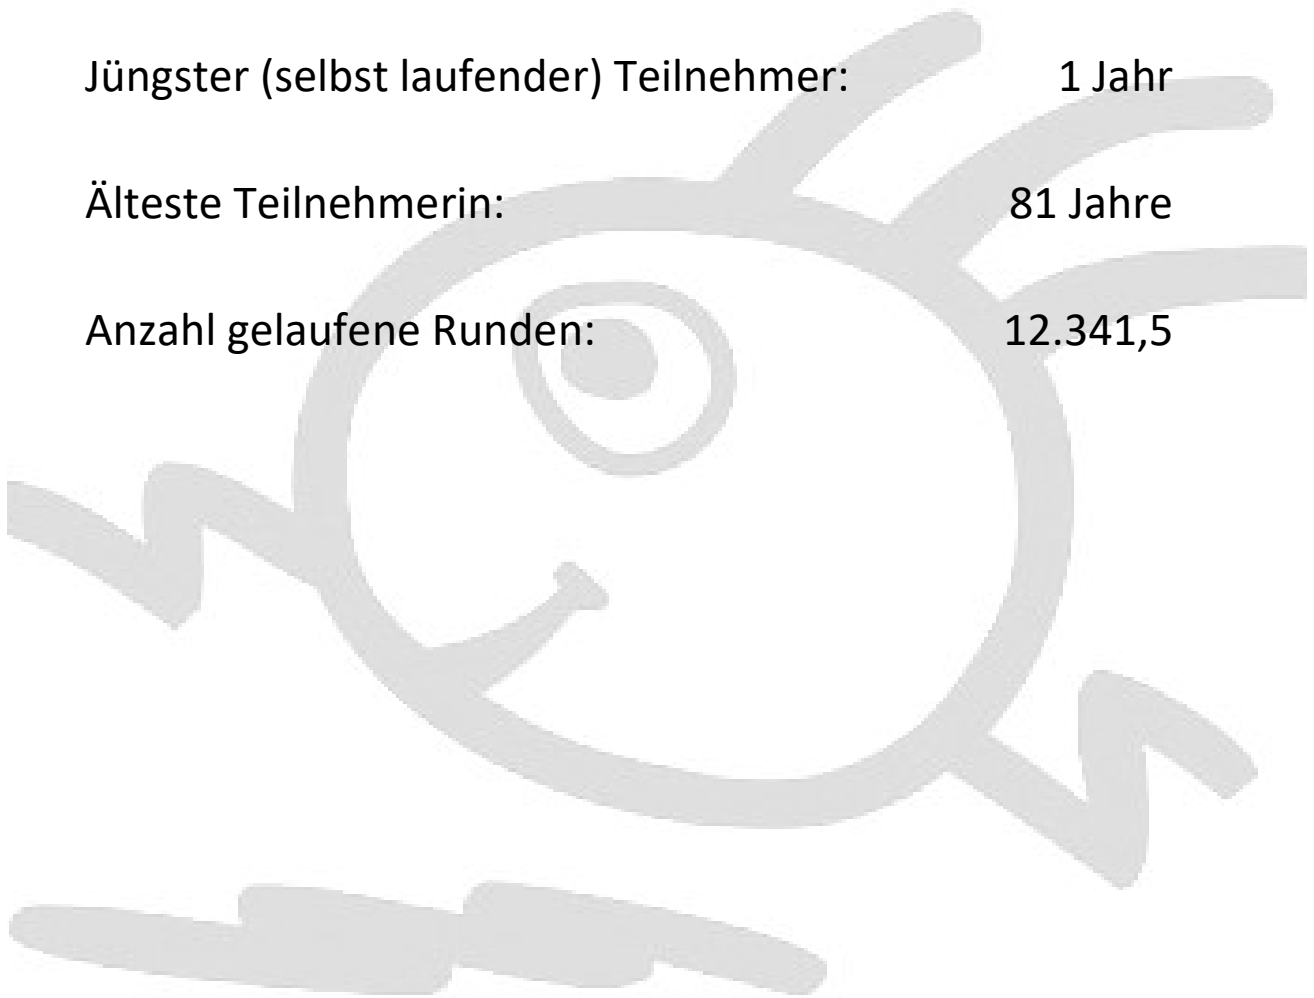 Jüngster (selbst laufender) Teilnehmer: 1 Jahr
Älteste Teilnehmerin: 81 Jahre
Anzahl gelaufene Runden: 12.341,5